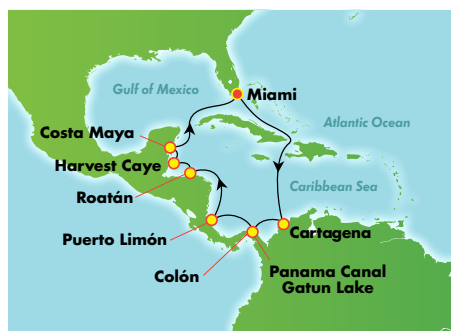 Gulf of Mexico
Miami
Atlantic Ocean
Costa Maya
Harvest Caye
Caribbean Sea
Roatán
Puerto Limón
Cartagena
Colón
Panama Canal
Gatun Lake